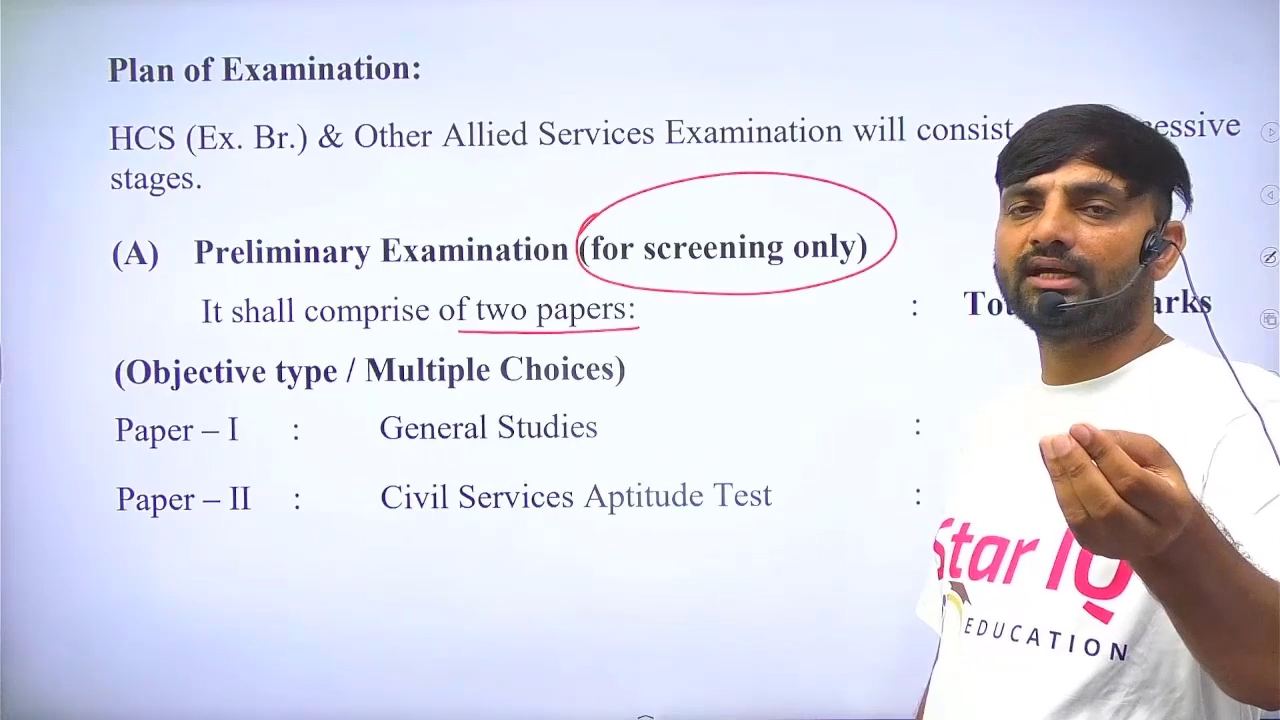 Plan of Examination:
HCS (Ex. Br.) & Other Allied Services Examination will consist
stages.
(A) Preliminary Examination (for screening only)
It shall comprise of two papers: :
(Objective type / Multiple Choices)
Paper – I : General Studies :
Paper – II : Civil Services Aptitude Test :
Star IQ
EDUCATION